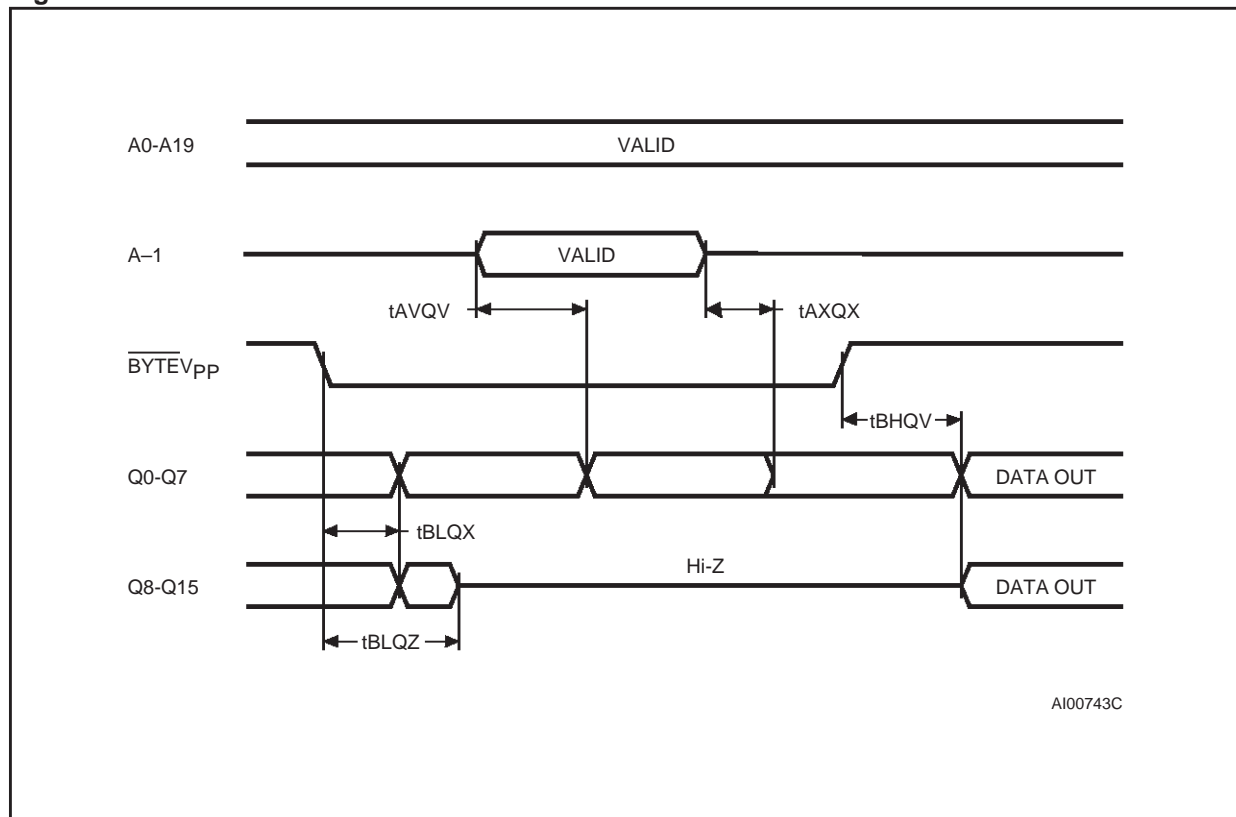 A0-A19 VALID
A–1 VALID
tAVQV tAXQX
BYTEVPP
tBHQV
Q0-Q7 DATA OUT
tBLQX
Hi-Z
Q8-Q15 DATA OUT
tBLQZ
AI00743C